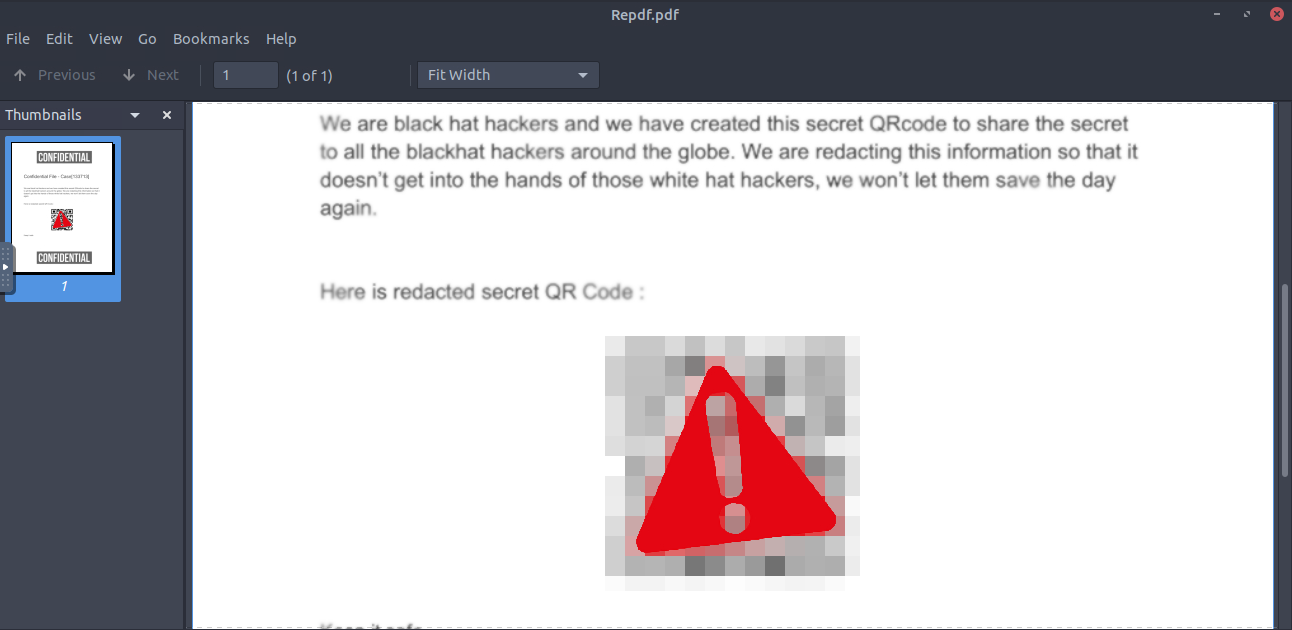 Repdf.pdf
File Edit View Go Bookmarks Help
Previous Next 1 (1 of 1) Fit Width
Thumbnails
CONFIDENTIAL
Confidential File - Case[133713]
CONFIDENTIAL
1
We are black hat hackers and we have created this secret QRcode to share the secret
to all the blackhat hackers around the globe. We are redacting this information so that it
doesn’t get into the hands of those white hat hackers, we won’t let them save the day
again.
Here is redacted secret QR Code :